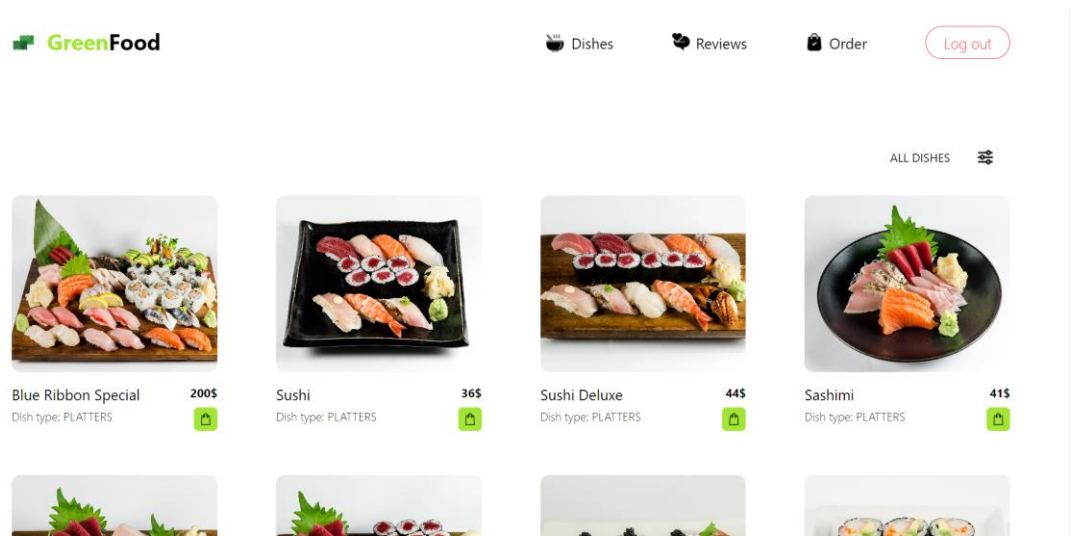 GreenFood
Dishes
Reviews
Order
Log out
ALL DISHES
Blue Ribbon Special 200$
Dish type: PLATTERS
Sushi 36$
Dish type: PLATTERS
Sushi Deluxe 44$
Dish type: PLATTERS
Sashimi 41$
Dish type: PLATTERS